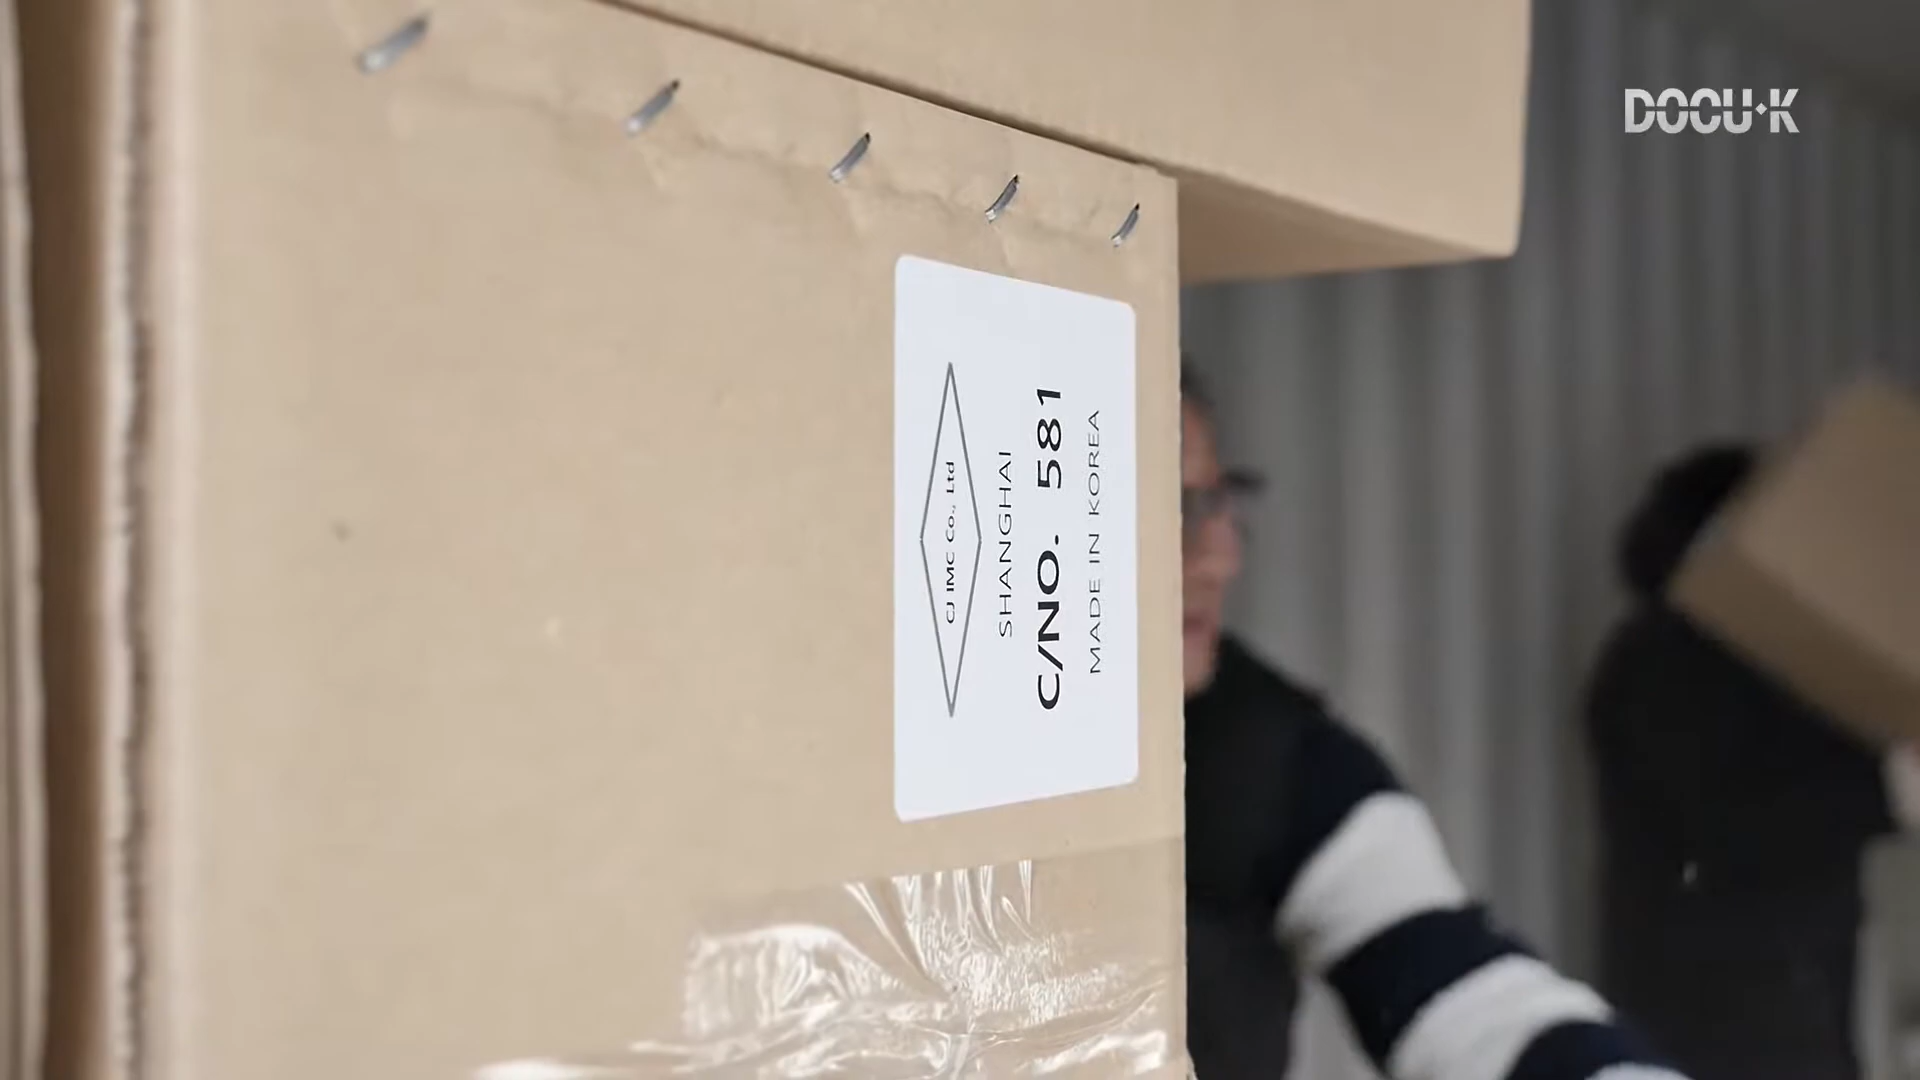 DOCU·K
CJ IMC Co., Ltd
SHANGHAI
C/NO. 581
MADE IN KOREA